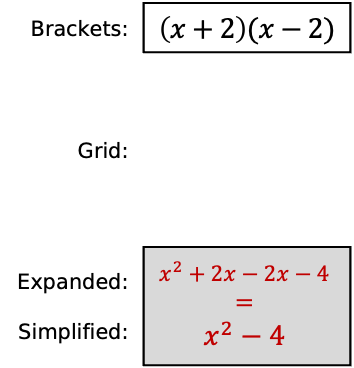 Brackets: (x + 2)(x − 2)
Grid:
Expanded: x² + 2x − 2x − 4
=
Simplified: x² − 4